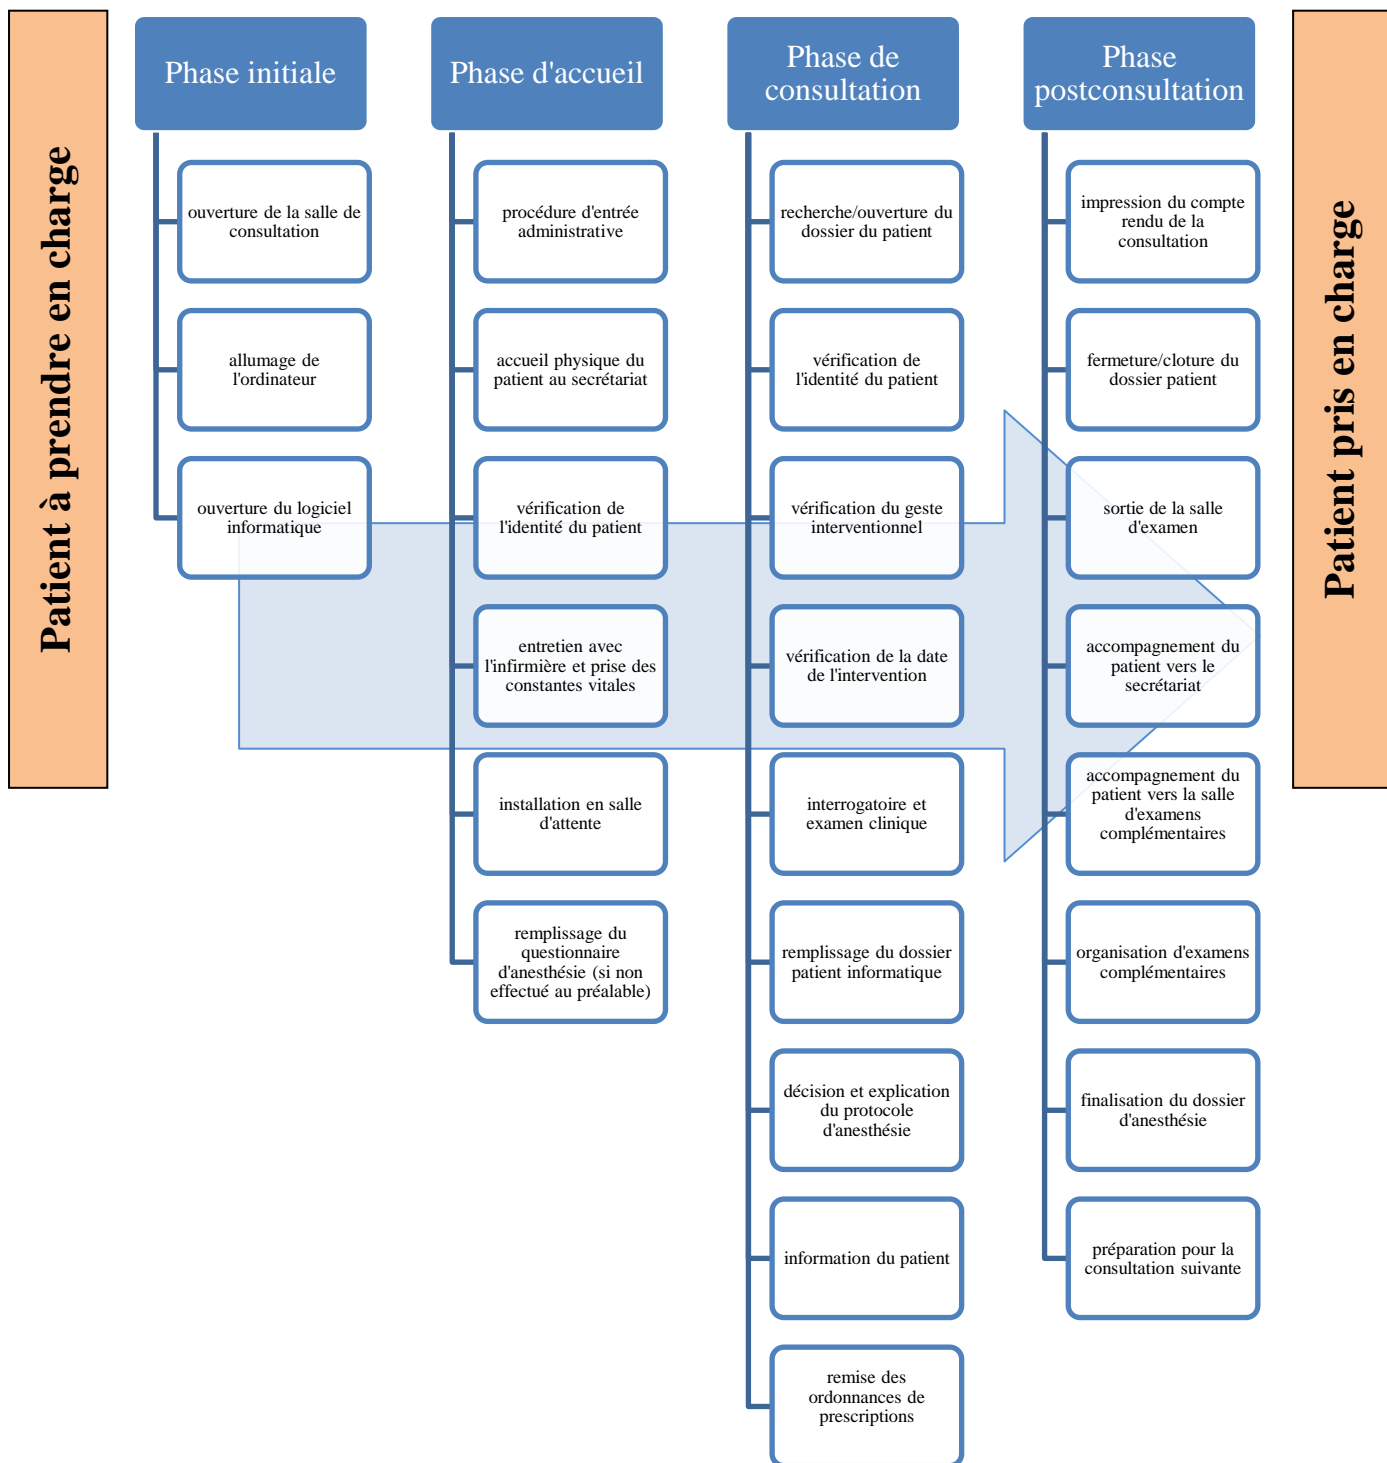 Patient à prendre en charge
Phase initiale
ouverture de la salle de
consultation
allumage de
l'ordinateur
ouverture du logiciel
informatique
Phase d'accueil
procédure d'entrée
administrative
accueil physique du
patient au secrétariat
vérification de
l'identité du patient
entretien avec
l'infirmière et prise des
constantes vitales
installation en salle
d'attente
remplissage du
questionnaire
d'anesthésie (si non
effectué au préalable)
Phase de
consultation
recherche/ouverture du
dossier du patient
vérification de
l'identité du patient
vérification du geste
interventionnel
vérification de la date
de l'intervention
interrogatoire et
examen clinique
remplissage du dossier
patient informatique
décision et explication
du protocole
d'anesthésie
information du patient
remise des
ordonnances de
prescriptions
Phase
postconsultation
impression du compte
rendu de la
consultation
fermeture/cloture du
dossier patient
sortie de la salle
d'examen
accompagnement du
patient vers le
secrétariat
accompagnement du
patient vers la salle
d'examens
complémentaires
organisation d'examens
complémentaires
finalisation du dossier
d'anesthésie
préparation pour la
consultation suivante
Patient pris en charge